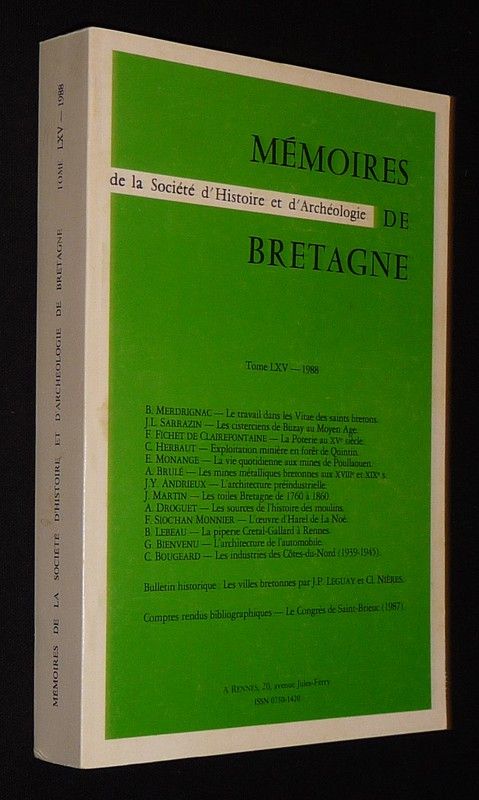 MÉMOIRES DE LA SOCIÉTÉ D'HISTOIRE ET D'ARCHÉOLOGIE DE BRETAGNE TOME LXV — 1988
MÉMOIRES
de la Société d'Histoire et d'Archéologie DE
BRETAGNE
Tome LXV — 1988
B. MERDRIGNAC — Le travail dans les Vitae des saints bretons.
J.L. SARRAZIN — Les cisterciens de Buzay au Moyen Age.
F. FICHET DE CLAIREFONTAINE — La Poterie au XVe siècle.
C. HERBAUT — Exploitation minière en forêt de Quintin.
E. MONANGE — La vie quotidienne aux mines de Poullaouen.
A. BRULÉ — Les mines métalliques bretonnes aux XVIIIe et XIXe s.
J.Y. ANDRIEUX — L'architecture préindustrielle.
J. MARTIN — Les toiles Bretagne de 1760 à 1860.
A. DROGUET — Les sources de l'histoire des moulins.
F. SIOC'HAN MONNIER — L'œuvre d'Harel de La Noë.
B. LEBEAU — La piperie Crétal-Gallard à Rennes.
G. BIENVENU — L'architecture de l'automobile.
C. BOUGEARD — Les industries des Côtes-du-Nord (1939-1945).
Bulletin historique : Les villes bretonnes par J.P. LEGUAY et Cl. NIÈRES.
Comptes rendus bibliographiques — Le Congrès de Saint-Brieuc (1987).
A RENNES, 20, avenue Jules-Ferry
ISSN 0750-1420